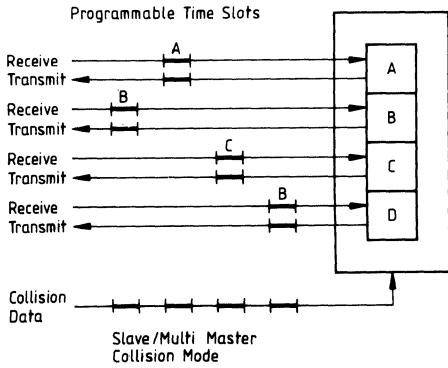 Programmable Time Slots
A
Receive
Transmit
A
B
Receive
Transmit
B
C
Receive
Transmit
C
B
Receive
Transmit
D
Collision
Data
Slave/Multi Master
Collision Mode